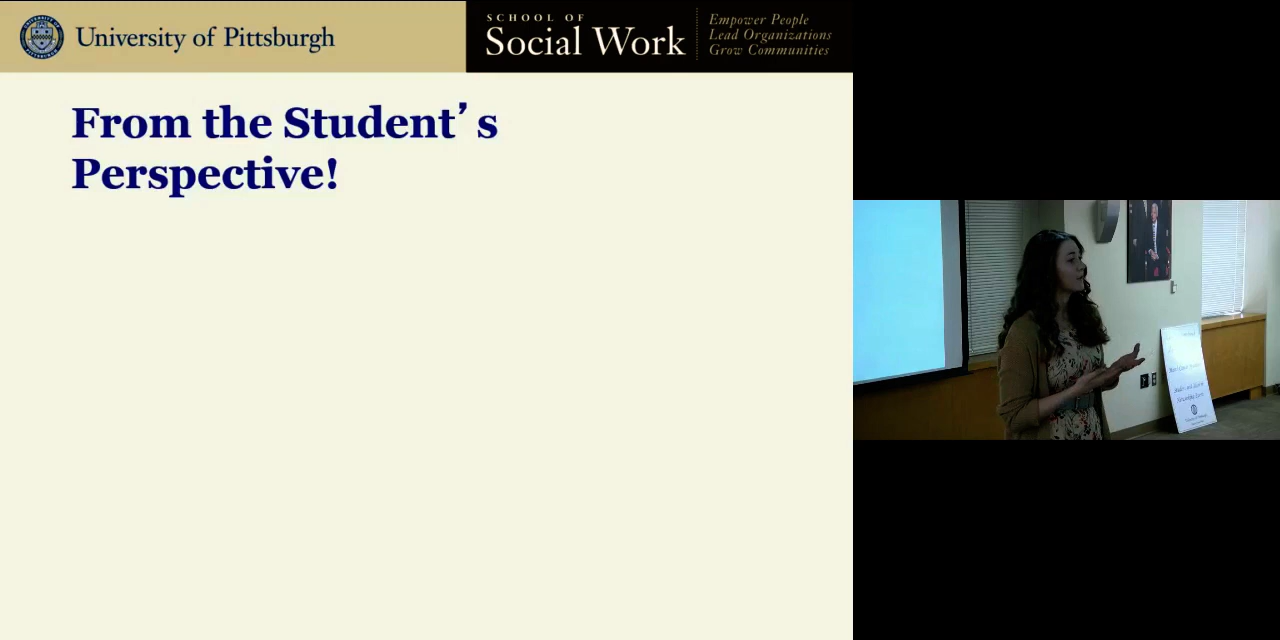 University of Pittsburgh
SCHOOL OF
Social Work
Empower People
Lead Organizations
Grow Communities
From the Student’s
Perspective!